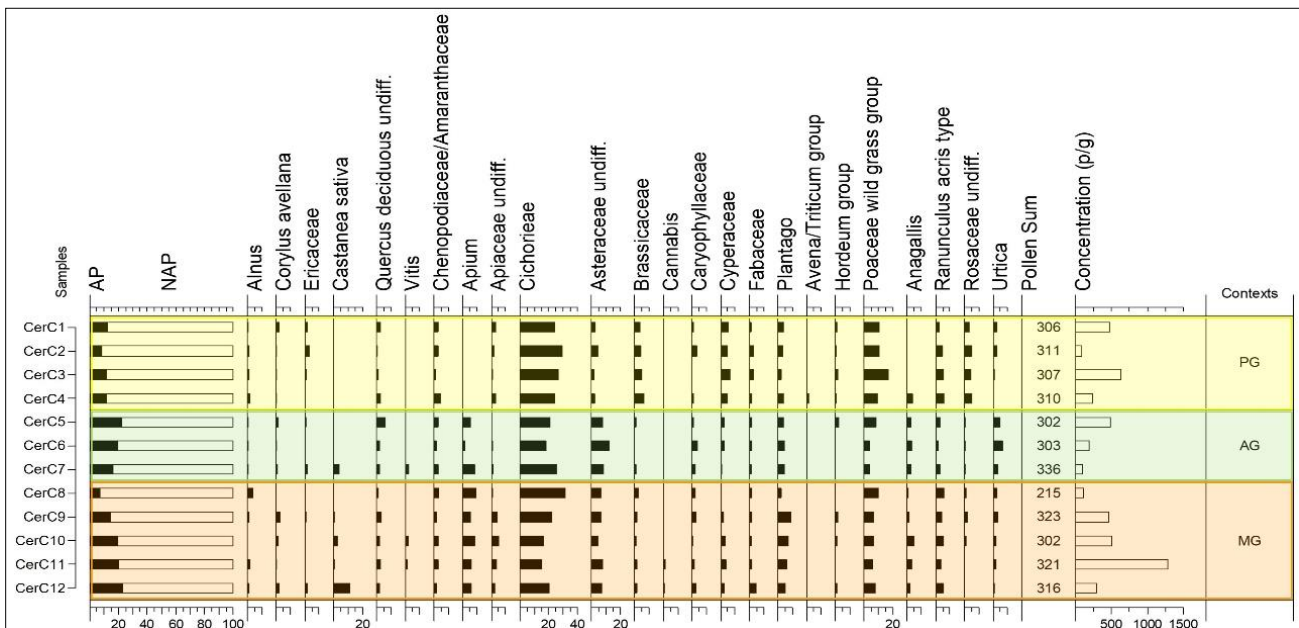 Samples
AP
NAP
Alnus
Corylus avellana
Ericaceae
Castanea sativa
Quercus deciduous undiff.
Vitis
Chenopodiaceae/Amaranthaceae
Apium
Apiaceae undiff.
Cichorieae
Asteraceae undiff.
Brassicaceae
Cannabis
Caryophyllaceae
Cyperaceae
Fabaceae
Plantago
Avena/Triticum group
Hordeum group
Poaceae wild grass group
Anagallis
Ranunculus acris type
Rosaceae undiff.
Urtica
Pollen Sum
Concentration (p/g)
Contexts
CerC1 306
CerC2 311 PG
CerC3 307
CerC4 310
CerC5 302
CerC6 303 AG
CerC7 336
CerC8 215
CerC9 323
CerC10 302 MG
CerC11 321
CerC12 316
20 40 60 80 100 20 20 40 20 20 500 1000 1500